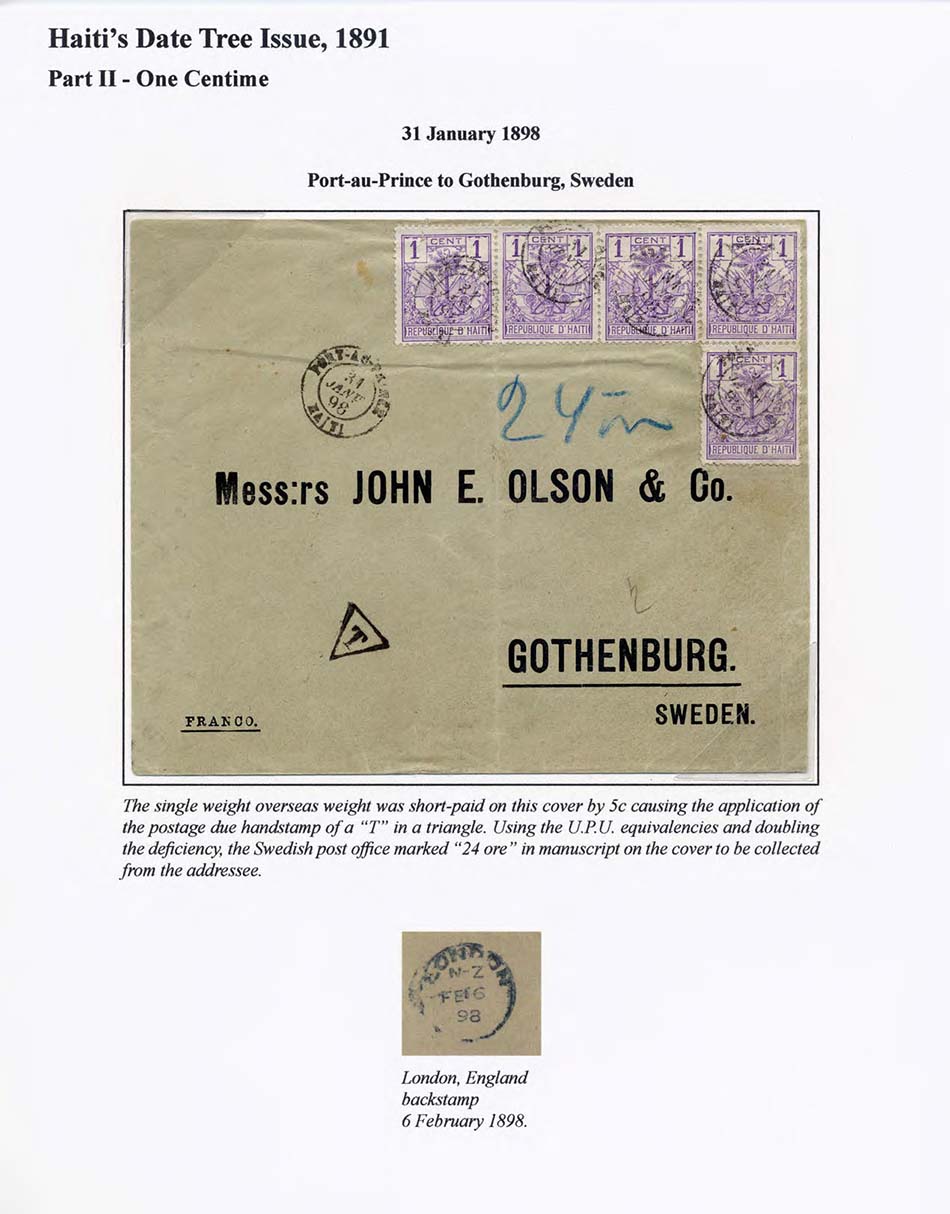 Haiti's Date Tree Issue, 1891
Part II - One Centime
31 January 1898
Port-au-Prince to Gothenburg, Sweden
1 CENT 1
REPUBLIQUE D'HAITI
1 CENT 1
REPUBLIQUE D'HAITI
1 CENT 1
REPUBLIQUE D'HAITI
1 CENT 1
REPUBLIQUE D'HAITI
1 CENT 1
REPUBLIQUE D'HAITI
PORT-AU-PRINCE
31
JANV
98
HAITI
24
Mess:rs JOHN E. OLSON & Co.
T
GOTHENBURG.
SWEDEN.
FRANCO.
The single weight overseas weight was short-paid on this cover by 5c causing the application of
the postage due handstamp of a "T" in a triangle. Using the U.P.U. equivalencies and doubling
the deficiency, the Swedish post office marked "24 ore" in manuscript on the cover to be collected
from the addressee.
LONDON
N-Z
FE 6
98
London, England
backstamp
6 February 1898.